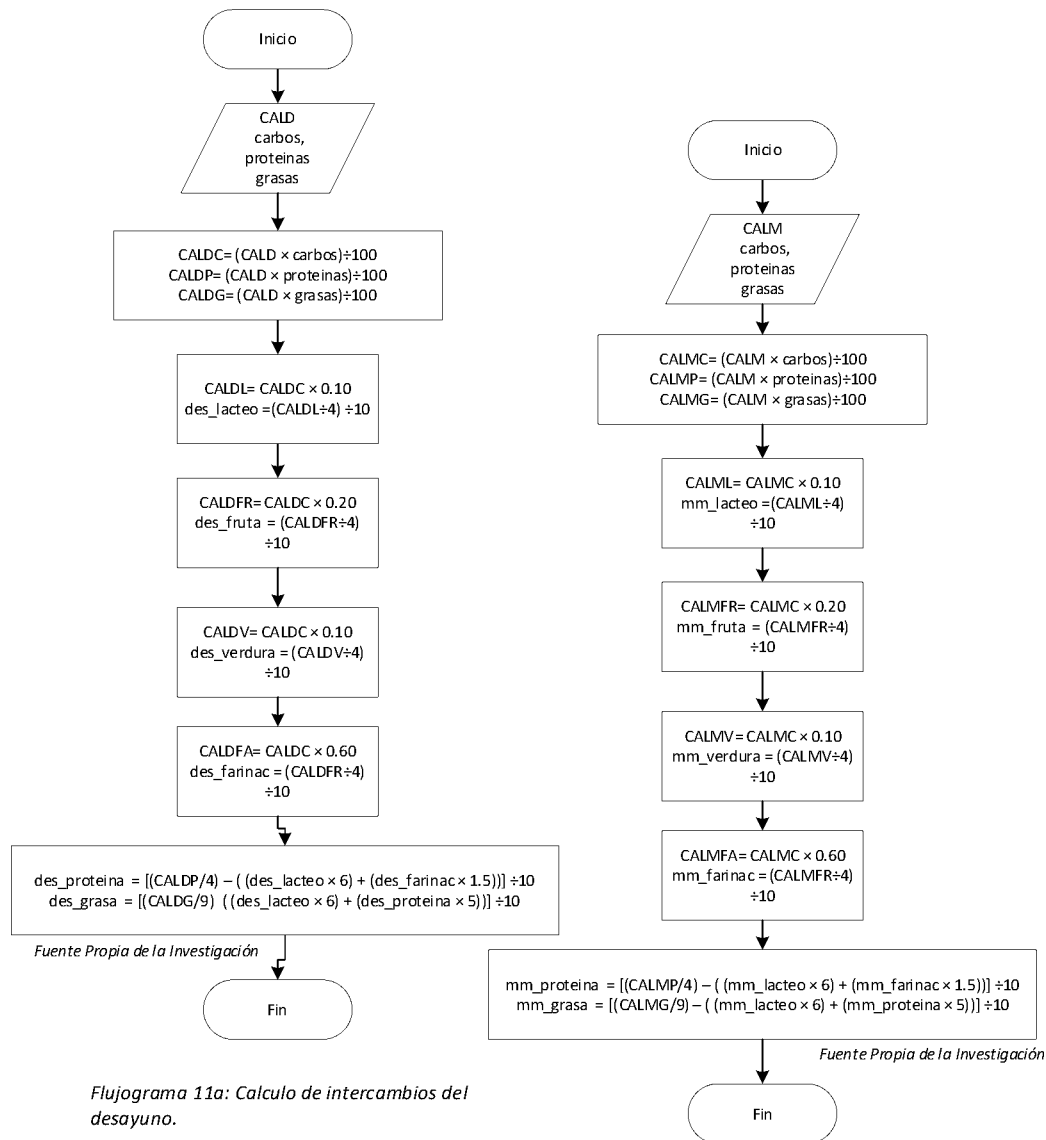 Inicio
CALD
carbos,
proteinas
grasas
CALDC= (CALD × carbos)÷100
CALDP= (CALD × proteinas)÷100
CALDG= (CALD × grasas)÷100
CALDL= CALDC × 0.10
des_lacteo =(CALDL÷4) ÷10
CALDFR= CALDC × 0.20
des_fruta = (CALDFR÷4)
÷10
CALDV= CALDC × 0.10
des_verdura = (CALDV÷4)
÷10
CALDFA= CALDC × 0.60
des_farinac = (CALDFR÷4)
÷10
des_proteina = [(CALDP/4) – ( (des_lacteo × 6) + (des_farinac × 1.5))] ÷10
des_grasa = [(CALDG/9) ( (des_lacteo × 6) + (des_proteina × 5))] ÷10
Fuente Propia de la Investigación
Fin
Flujograma 11a: Calculo de intercambios del
desayuno.
Inicio
CALM
carbos,
proteinas
grasas
CALMC= (CALM × carbos)÷100
CALMP= (CALM × proteinas)÷100
CALMG= (CALM × grasas)÷100
CALML= CALMC × 0.10
mm_lacteo =(CALML÷4)
÷10
CALMFR= CALMC × 0.20
mm_fruta = (CALMFR÷4)
÷10
CALMV= CALMC × 0.10
mm_verdura = (CALMV÷4)
÷10
CALMFA= CALMC × 0.60
mm_farinac = (CALMFR÷4)
÷10
mm_proteina = [(CALMP/4) – ( (mm_lacteo × 6) + (mm_farinac × 1.5))] ÷10
mm_grasa = [(CALMG/9) – ( (mm_lacteo × 6) + (mm_proteina × 5))] ÷10
Fuente Propia de la Investigación
Fin